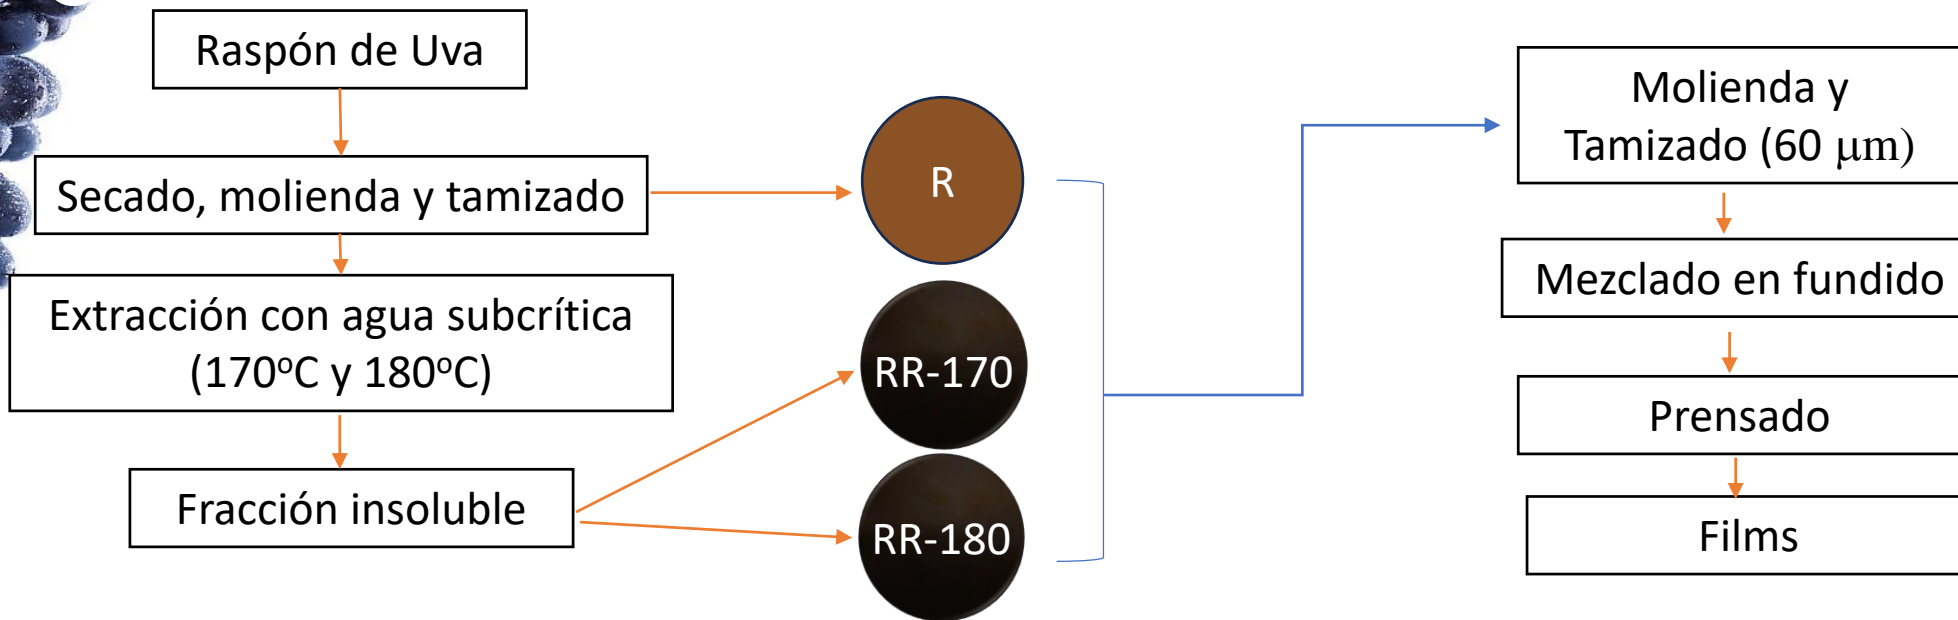 Raspón de Uva
Secado, molienda y tamizado
Extracción con agua subcrítica
(170ºC y 180ºC)
Fracción insoluble
R
RR-170
RR-180
Molienda y
Tamizado (60 μm)
Mezclado en fundido
Prensado
Films